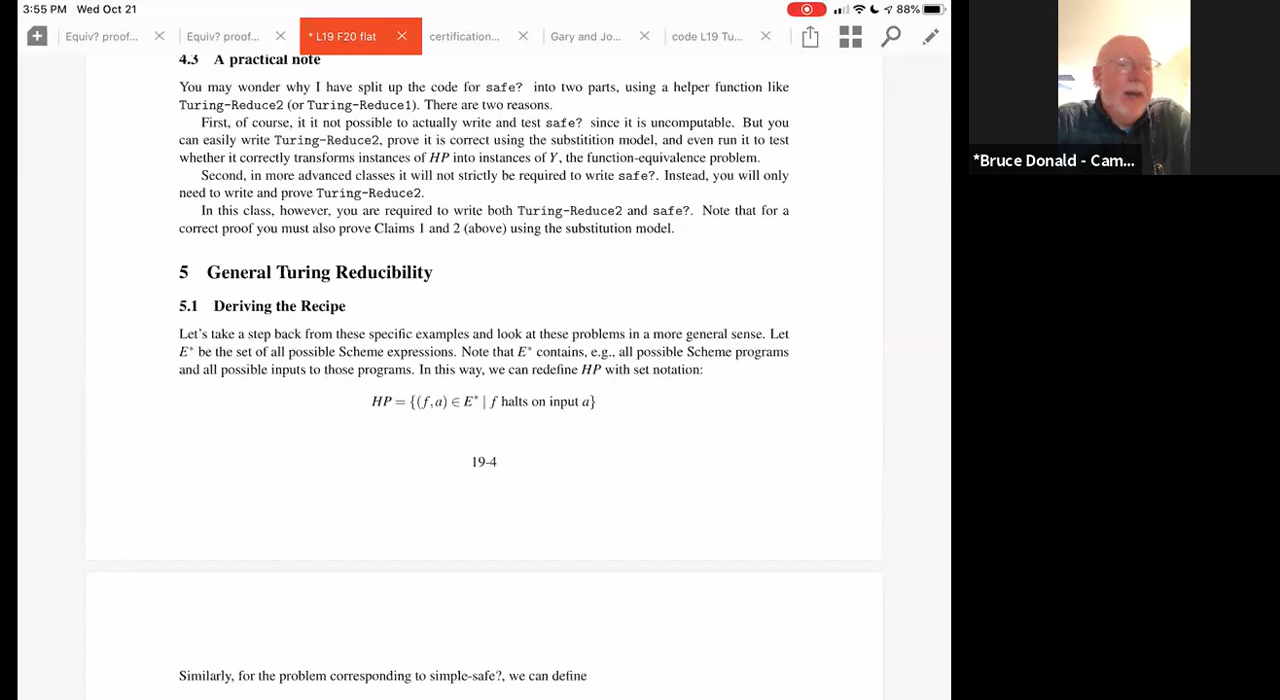 3:55 PM Wed Oct 21 88%
Equiv? proof... Equiv? proof... * L19 F20 flat certification... Gary and Jo... code L19 Tu...
4.3 A practical note
You may wonder why I have split up the code for safe? into two parts, using a helper function like
Turing-Reduce2 (or Turing-Reduce1). There are two reasons.
First, of course, it it not possible to actually write and test safe? since it is uncomputable. But you
can easily write Turing-Reduce2, prove it is correct using the substitition model, and even run it to test
whether it correctly transforms instances of HP into instances of Y, the function-equivalence problem.
Second, in more advanced classes it will not strictly be required to write safe?. Instead, you will only
need to write and prove Turing-Reduce2.
In this class, however, you are required to write both Turing-Reduce2 and safe?. Note that for a
correct proof you must also prove Claims 1 and 2 (above) using the substitution model.
5 General Turing Reducibility
5.1 Deriving the Recipe
Let's take a step back from these specific examples and look at these problems in a more general sense. Let
E* be the set of all possible Scheme expressions. Note that E* contains, e.g., all possible Scheme programs
and all possible inputs to those programs. In this way, we can redefine HP with set notation:
HP = {(f,a) ∈ E* | f halts on input a}
19-4
Similarly, for the problem corresponding to simple-safe?, we can define
*Bruce Donald - Cam...